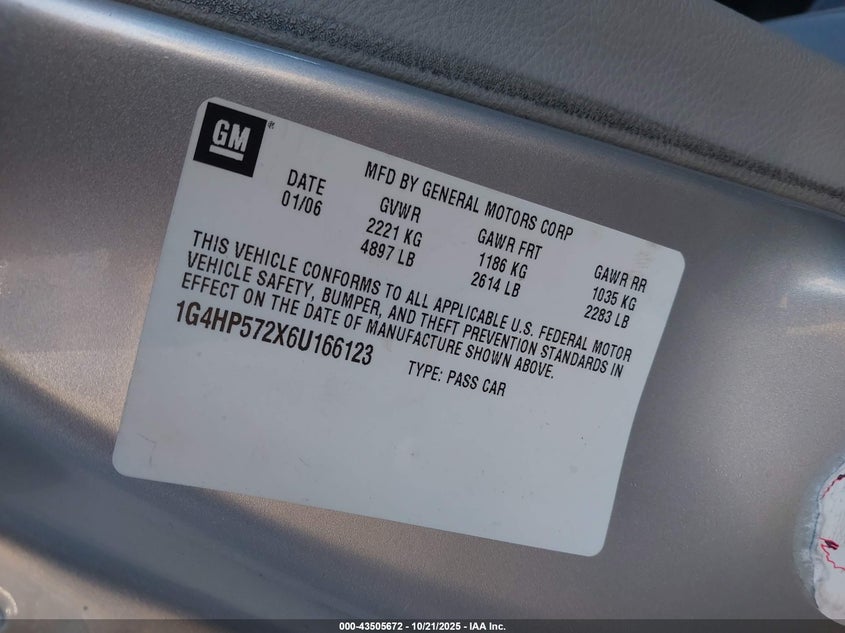 GM®
MFD BY GENERAL MOTORS CORP
DATE GVWR GAWR FRT GAWR RR
01/06 2221 KG 1186 KG 1035 KG
4897 LB 2614 LB 2283 LB
THIS VEHICLE CONFORMS TO ALL APPLICABLE U.S. FEDERAL MOTOR
VEHICLE SAFETY, BUMPER, AND THEFT PREVENTION STANDARDS IN
EFFECT ON THE DATE OF MANUFACTURE SHOWN ABOVE.
1G4HP572X6U166123 TYPE: PASS CAR
000-43505672 - 10/21/2025 - IAA Inc.